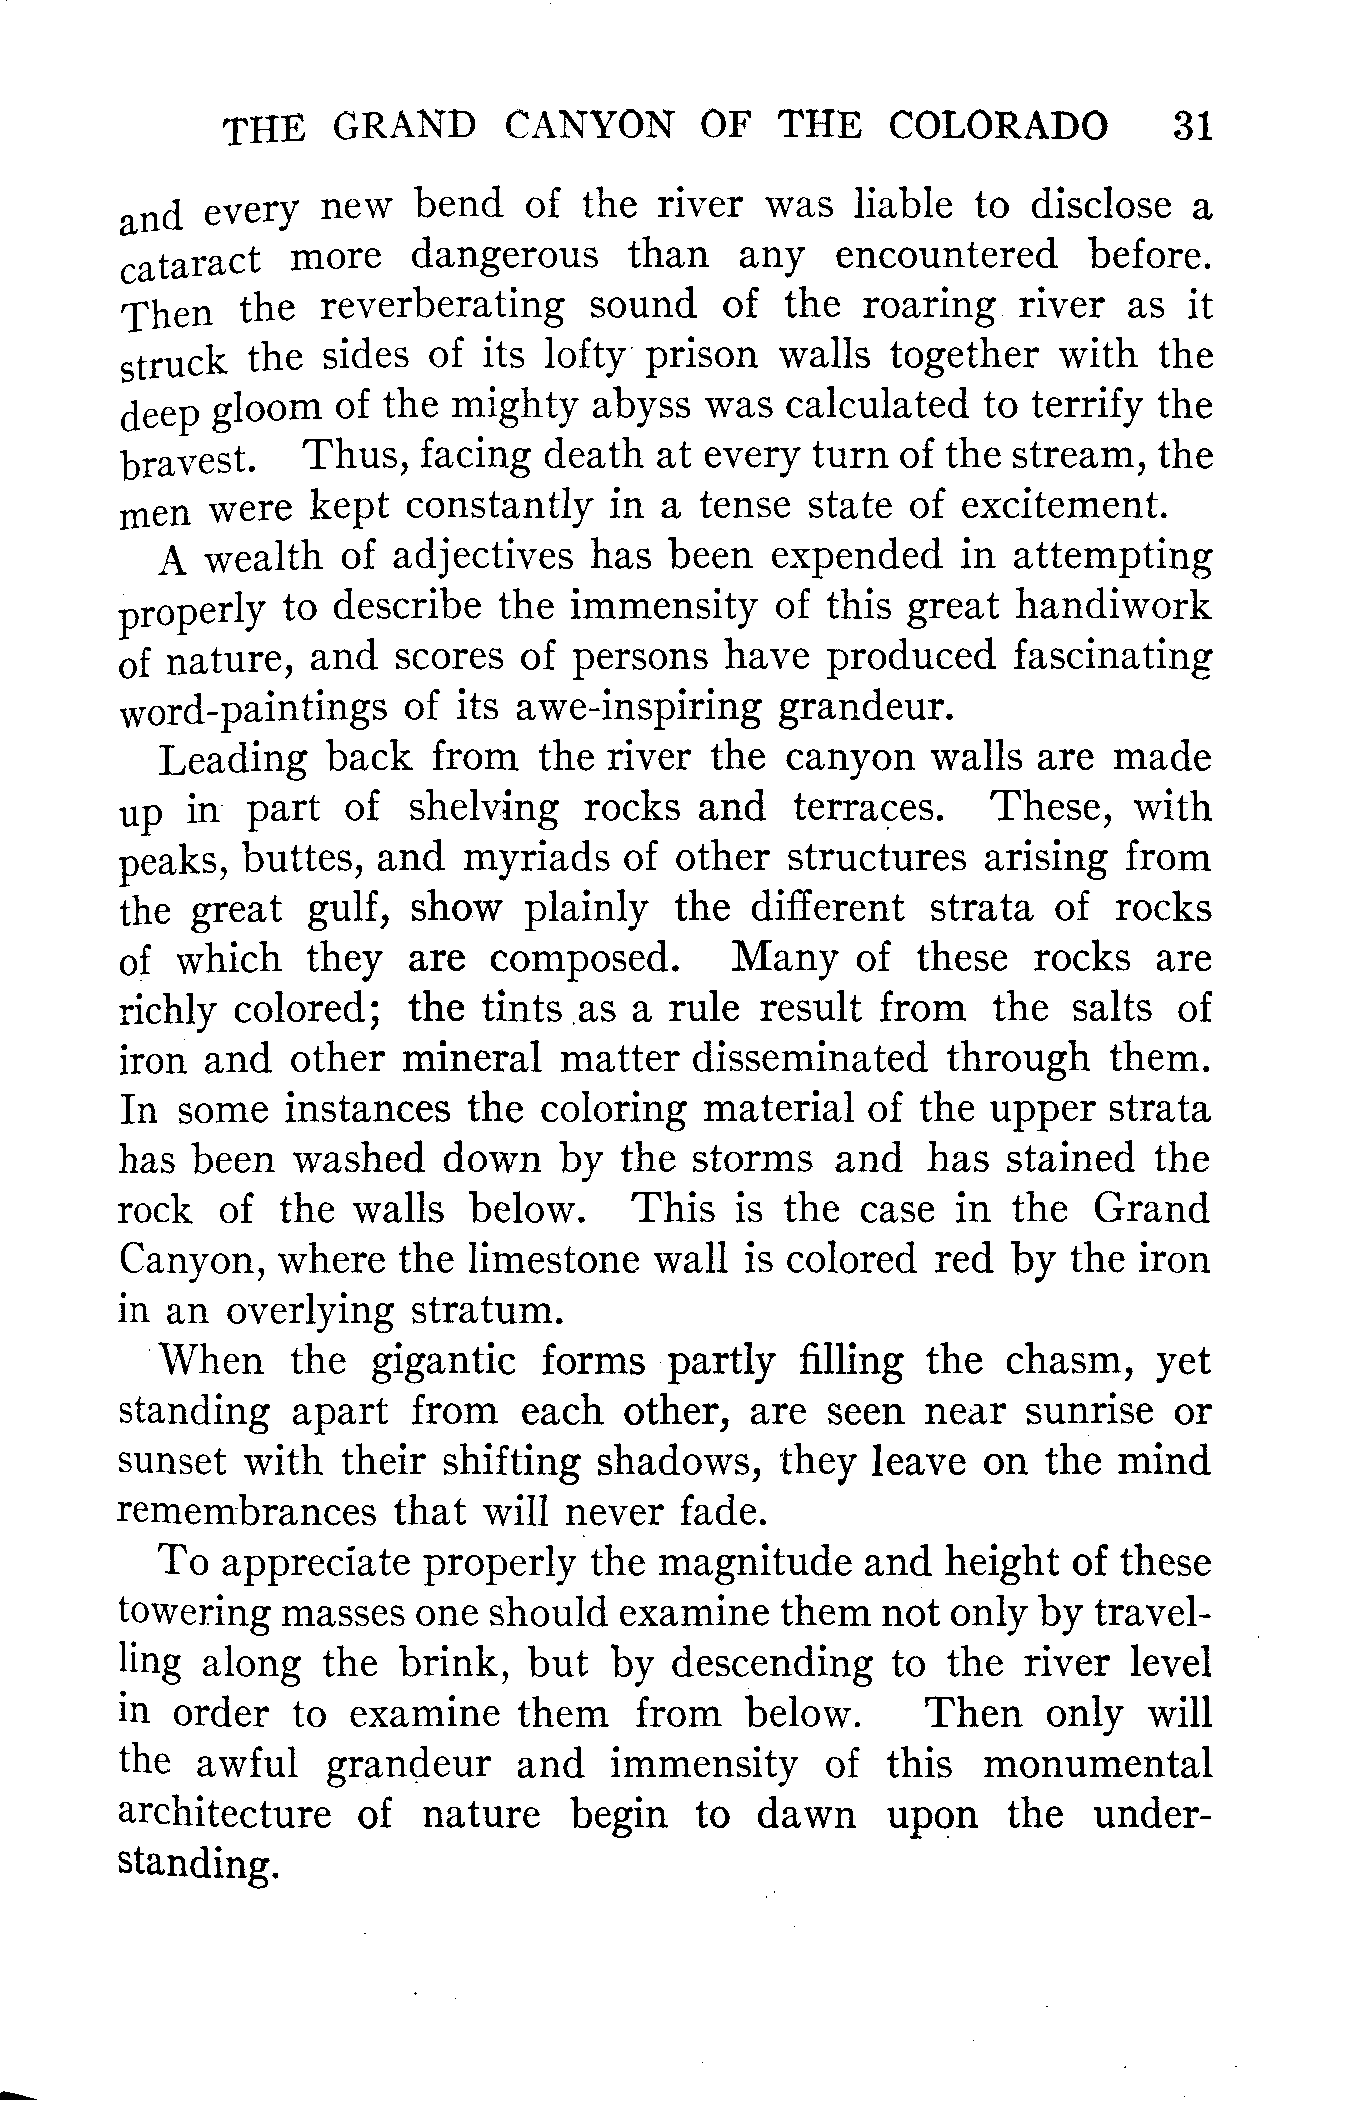 THE GRAND CANYON OF THE COLORADO 31
and every new bend of the river was liable to disclose a
cataract more dangerous than any encountered before.
Then the reverberating sound of the roaring river as it
struck the sides of its lofty prison walls together with the
deep gloom of the mighty abyss was calculated to terrify the
bravest. Thus, facing death at every turn of the stream, the
men were kept constantly in a tense state of excitement.
A wealth of adjectives has been expended in attempting
properly to describe the immensity of this great handiwork
of nature, and scores of persons have produced fascinating
word-paintings of its awe-inspiring grandeur.
Leading back from the river the canyon walls are made
up in part of shelving rocks and terraces. These, with
peaks, buttes, and myriads of other structures arising from
the great gulf, show plainly the different strata of rocks
of which they are composed. Many of these rocks are
richly colored; the tints as a rule result from the salts of
iron and other mineral matter disseminated through them.
In some instances the coloring material of the upper strata
has been washed down by the storms and has stained the
rock of the walls below. This is the case in the Grand
Canyon, where the limestone wall is colored red by the iron
in an overlying stratum.
When the gigantic forms partly filling the chasm, yet
standing apart from each other, are seen near sunrise or
sunset with their shifting shadows, they leave on the mind
remembrances that will never fade.
To appreciate properly the magnitude and height of these
towering masses one should examine them not only by travel-
ling along the brink, but by descending to the river level
in order to examine them from below. Then only will
the awful grandeur and immensity of this monumental
architecture of nature begin to dawn upon the under-
standing.